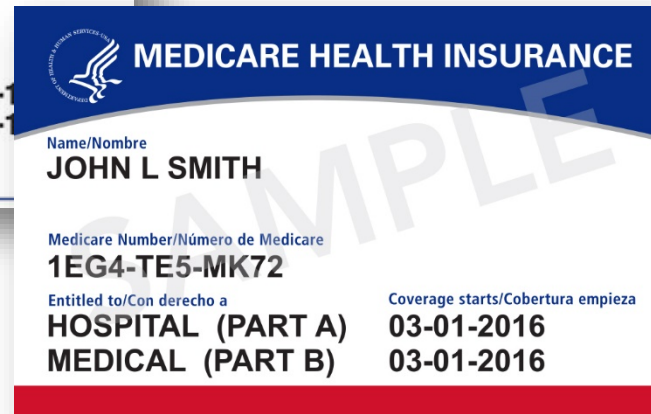 MEDICARE HEALTH INSURANCE
Name/Nombre
JOHN L SMITH
Medicare Number/Número de Medicare
1EG4-TE5-MK72
Entitled to/Con derecho a Coverage starts/Cobertura empieza
HOSPITAL (PART A) 03-01-2016
MEDICAL (PART B) 03-01-2016
SAMPLE